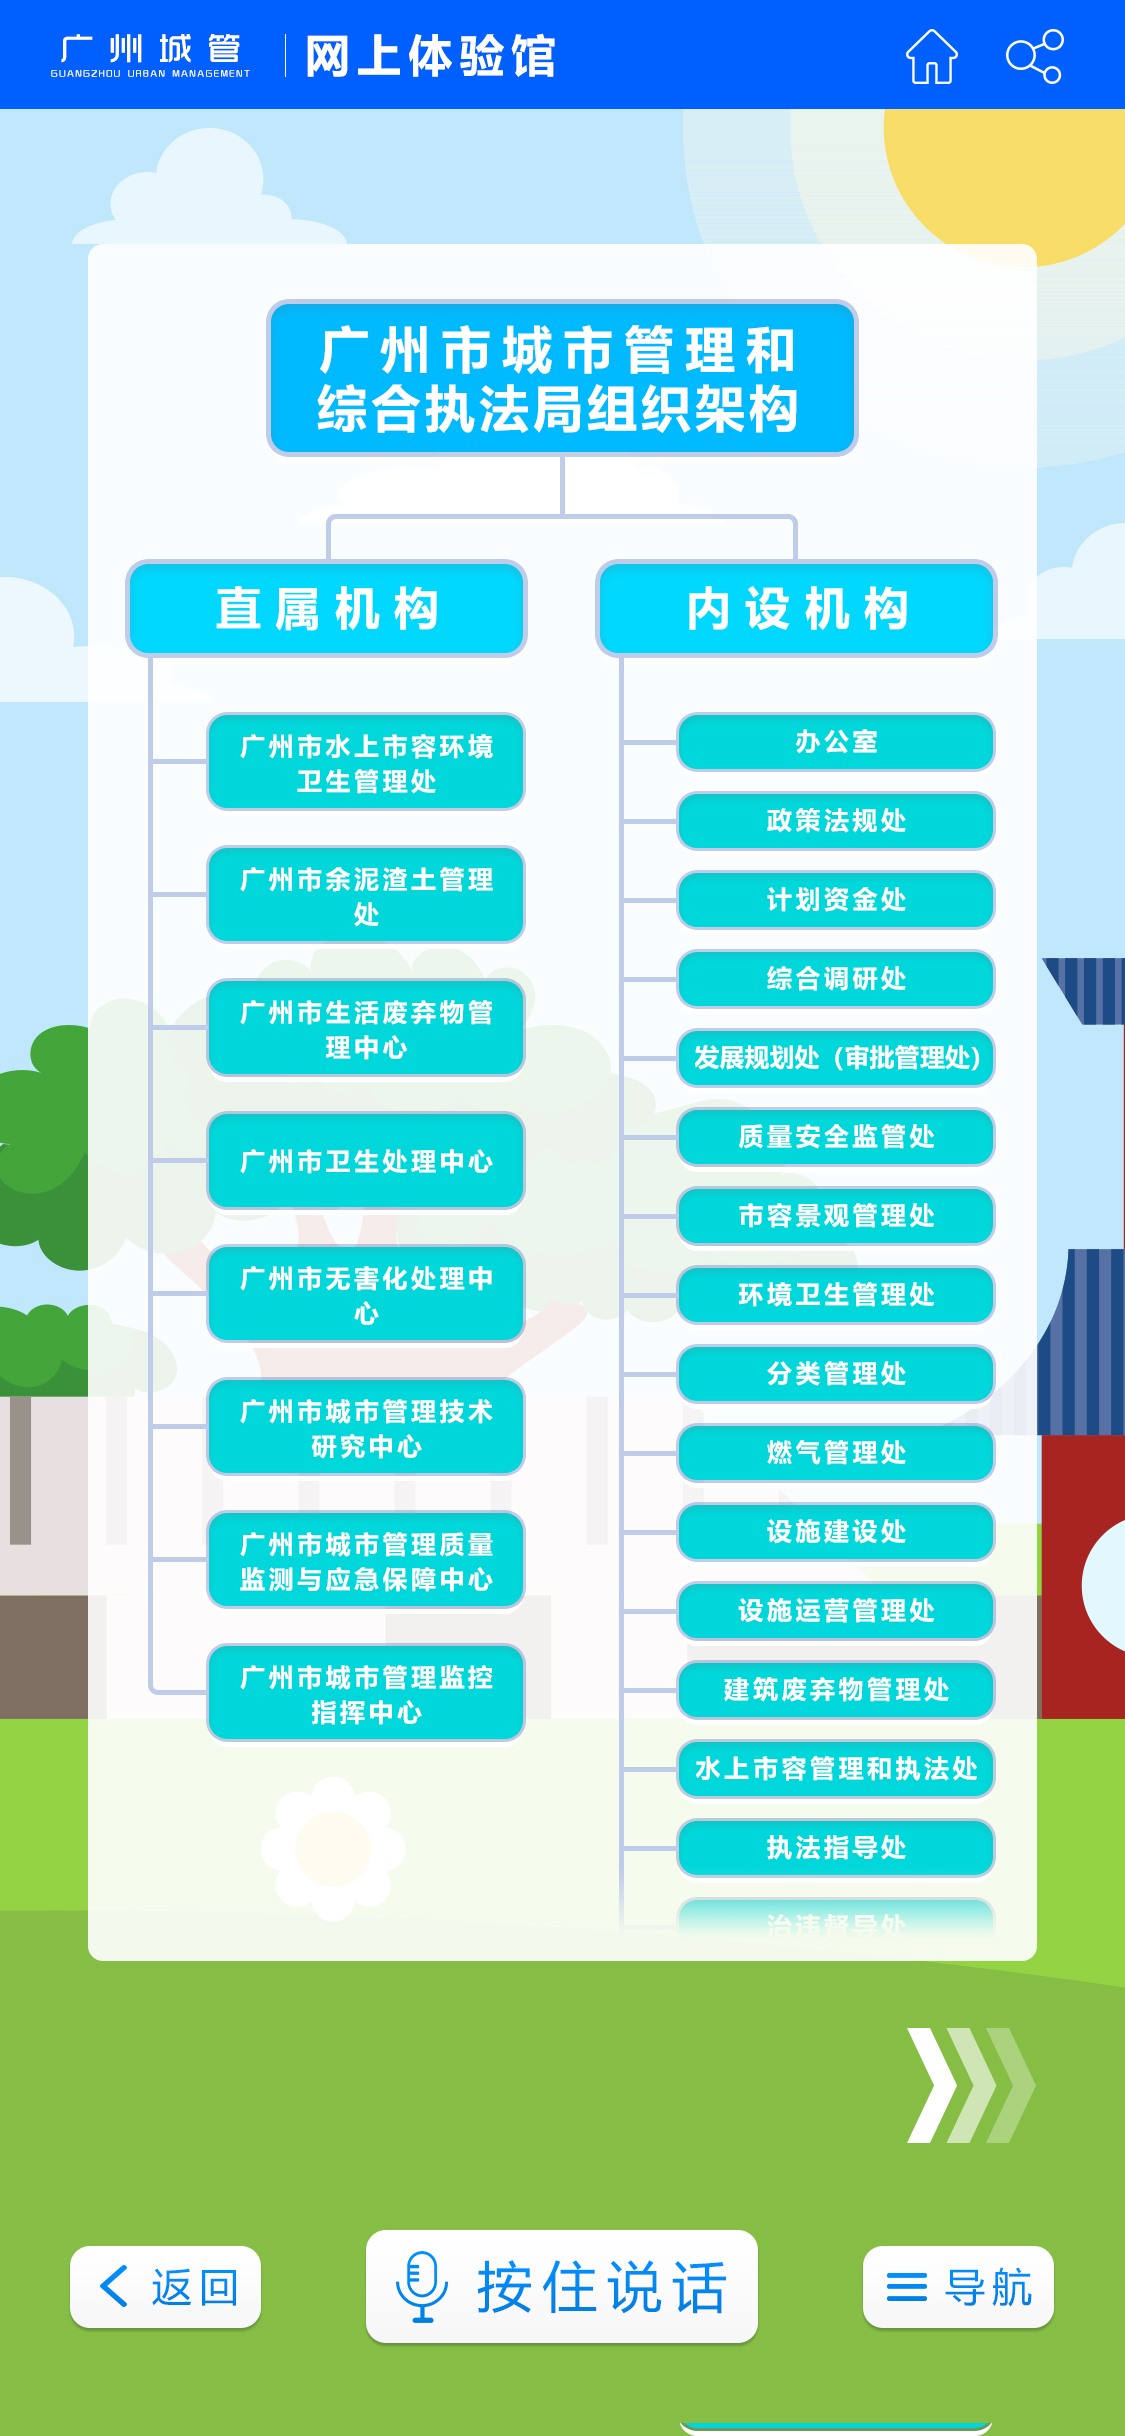 广州城管
GUANGZHOU URBAN MANAGEMENT
网上体验馆
广州市城市管理和
综合执法局组织架构
直属机构
广州市水上市容环境
卫生管理处
广州市余泥渣土管理
处
广州市生活废弃物管
理中心
广州市卫生处理中心
广州市无害化处理中
心
广州市城市管理技术
研究中心
广州市城市管理质量
监测与应急保障中心
广州市城市管理监控
指挥中心
内设机构
办公室
政策法规处
计划资金处
综合调研处
发展规划处（审批管理处）
质量安全监管处
市容景观管理处
环境卫生管理处
分类管理处
燃气管理处
设施建设处
设施运营管理处
建筑废弃物管理处
水上市容管理和执法处
执法指导处
治违督导处
返回
按住说话
导航